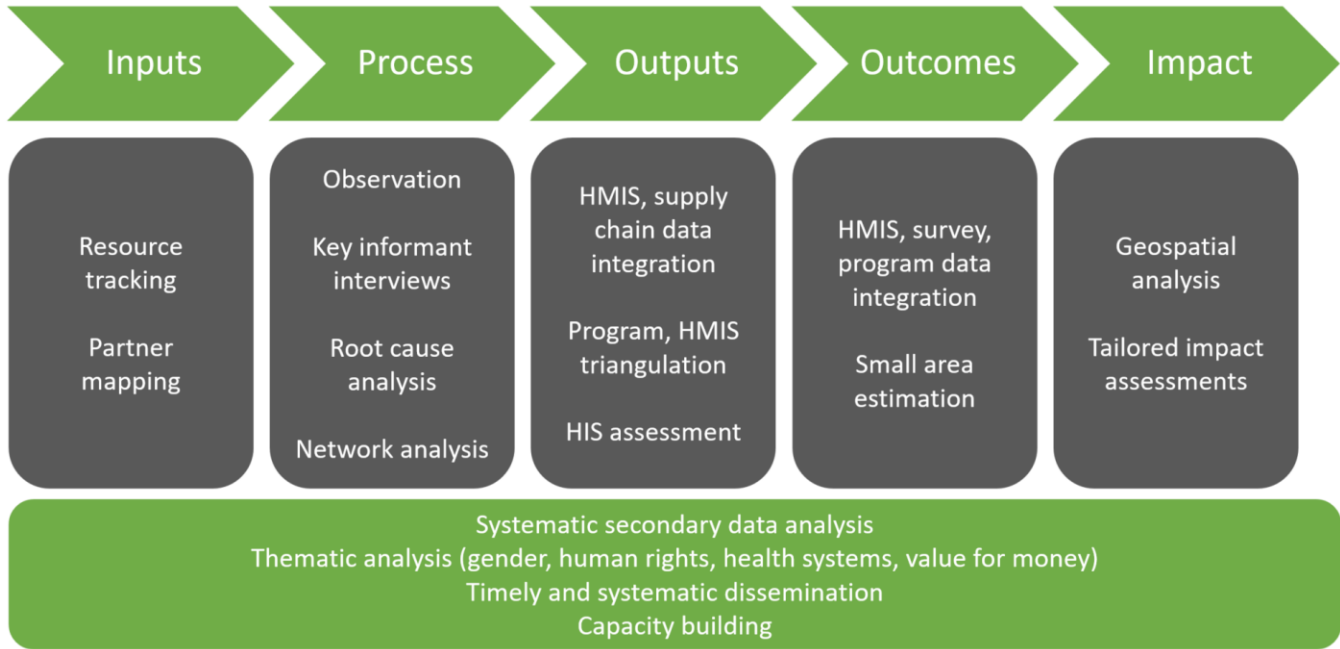 Inputs
Process
Outputs
Outcomes
Impact
Resource
tracking
Partner
mapping
Observation
Key informant
interviews
Root cause
analysis
Network analysis
HMIS, supply
chain data
integration
Program, HMIS
triangulation
HIS assessment
HMIS, survey,
program data
integration
Small area
estimation
Geospatial
analysis
Tailored impact
assessments
Systematic secondary data analysis
Thematic analysis (gender, human rights, health systems, value for money)
Timely and systematic dissemination
Capacity building